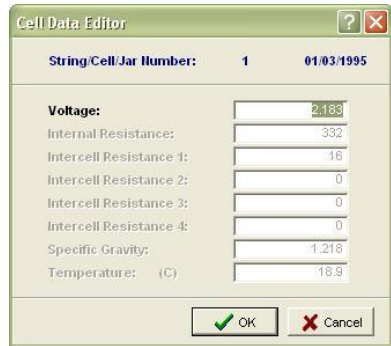 Cell Data Editor
String/Cell/Jar Number: 1 01/03/1995
Voltage: 2.183
Internal Resistance: 332
Intercell Resistance 1: 16
Intercell Resistance 2: 0
Intercell Resistance 3: 0
Intercell Resistance 4: 0
Specific Gravity: 1.218
Temperature: (C) 18.9
OK Cancel